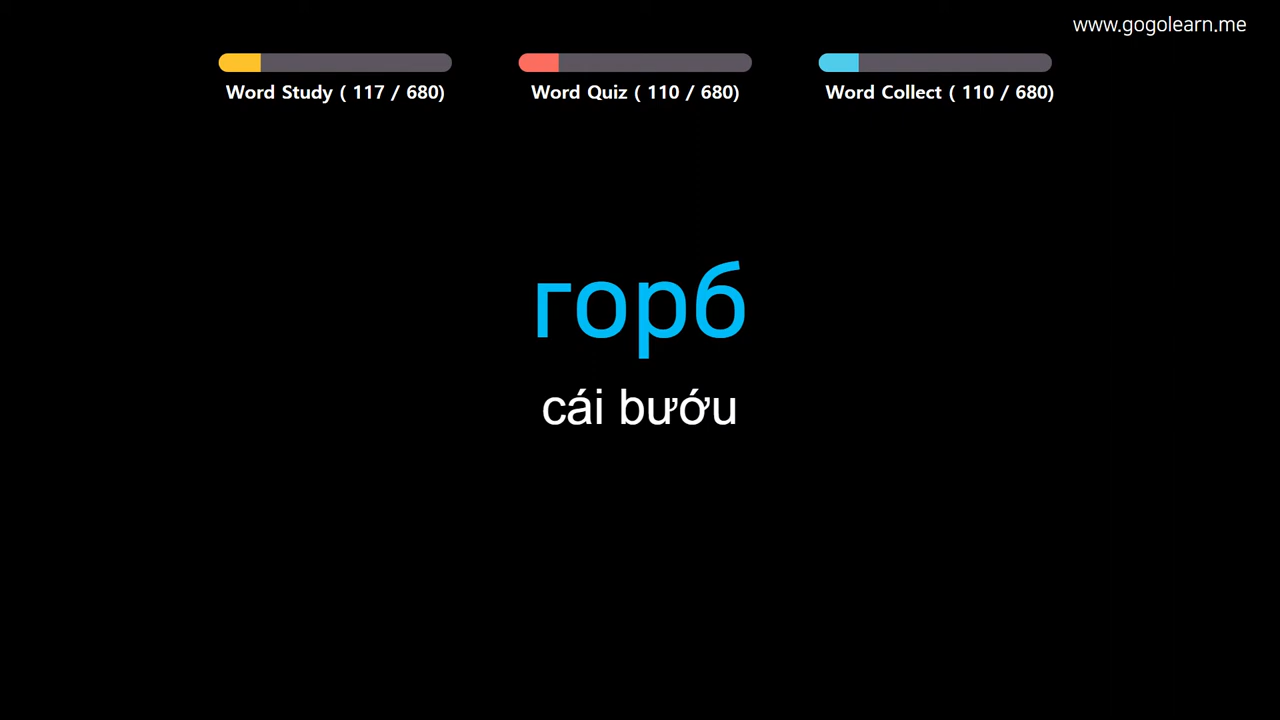 www.gogolearn.me
Word Study ( 117 / 680)
Word Quiz ( 110 / 680)
Word Collect ( 110 / 680)
горб
cái bướu